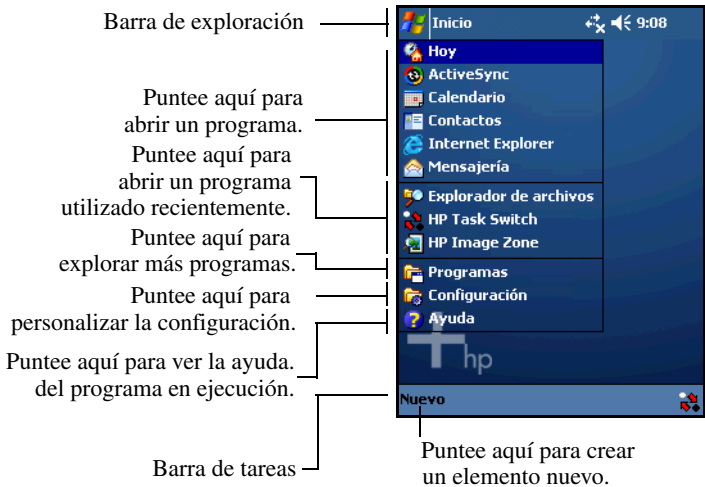 Barra de exploración
Puntee aquí para
abrir un programa.
Puntee aquí para
abrir un programa
utilizado recientemente.
Puntee aquí para
explorar más programas.
Puntee aquí para
personalizar la configuración.
Puntee aquí para ver la ayuda.
del programa en ejecución.
Barra de tareas
Inicio 9:08
Hoy
ActiveSync
Calendario
Contactos
Internet Explorer
Mensajería
Explorador de archivos
HP Task Switch
HP Image Zone
Programas
Configuración
Ayuda
hp
Nuevo
Puntee aquí para crear
un elemento nuevo.